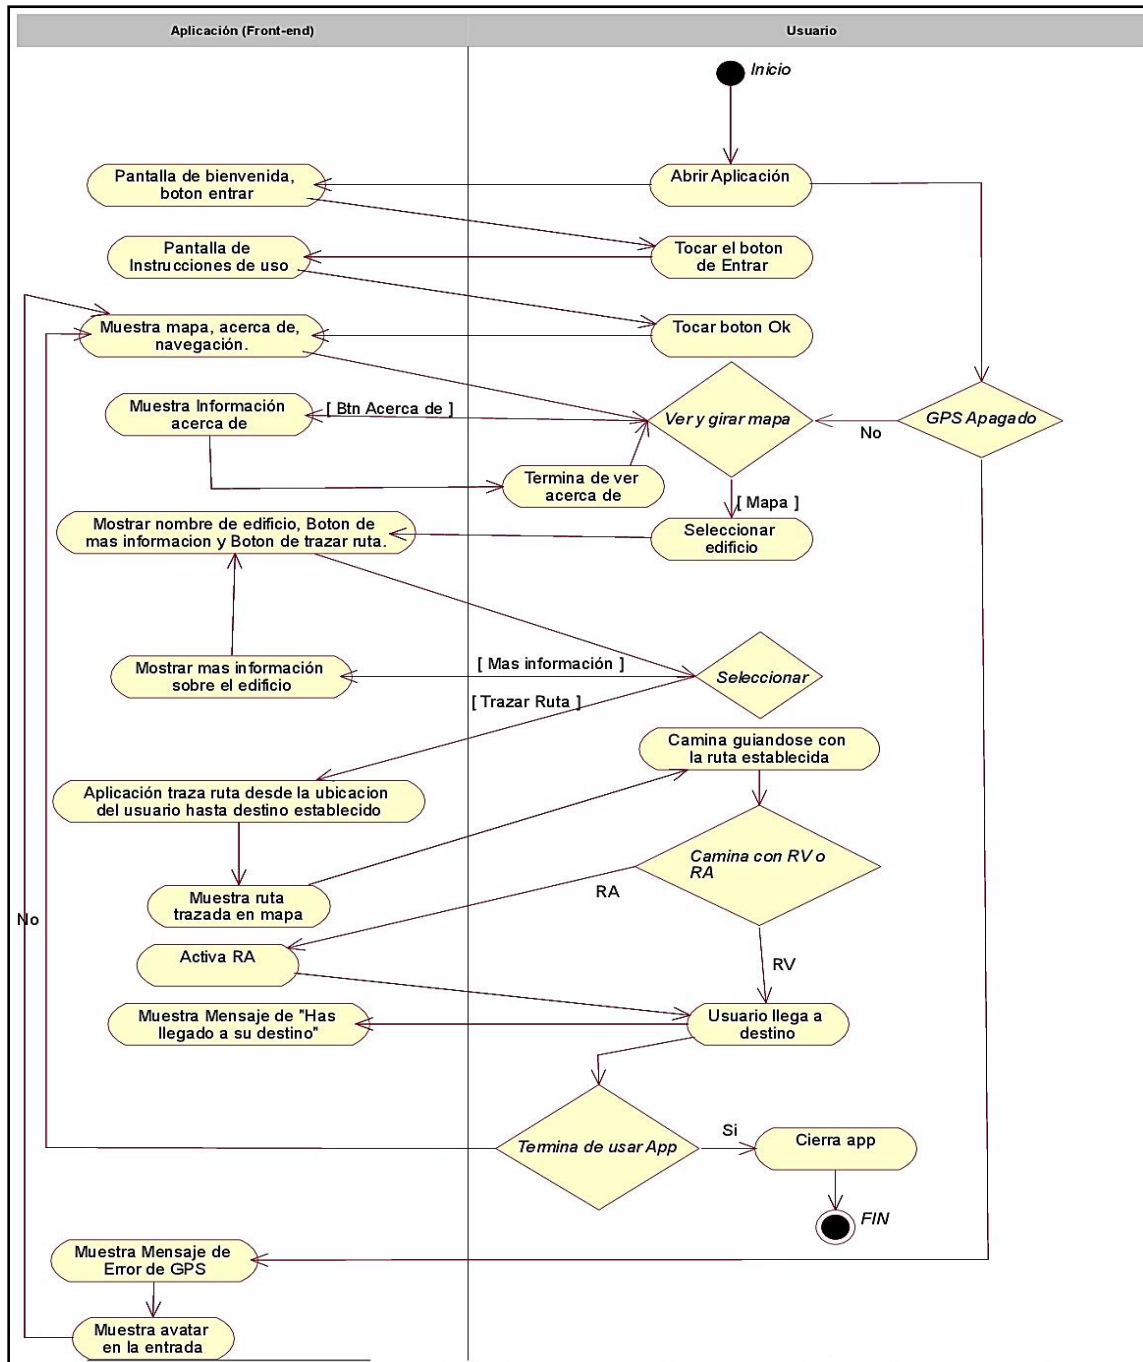 Aplicación (Front-end)
Usuario
Inicio
Pantalla de bienvenida,
boton entrar
Abrir Aplicación
Pantalla de
Instrucciones de uso
Tocar el boton
de Entrar
Muestra mapa, acerca de,
navegación.
Tocar boton Ok
Muestra Información
acerca de
[ Btn Acerca de ]
Ver y girar mapa
No
GPS Apagado
Termina de ver
acerca de
[ Mapa ]
Mostrar nombre de edificio, Boton de
mas informacion y Boton de trazar ruta.
Seleccionar
edificio
Mostrar mas información
sobre el edificio
[ Mas información ]
Seleccionar
[ Trazar Ruta ]
Camina guiandose con
la ruta establecida
Aplicación traza ruta desde la ubicacion
del usuario hasta destino establecido
Camina con RV o
RA
RA
Muestra ruta
trazada en mapa
No
Activa RA
RV
Muestra Mensaje de "Has
llegado a su destino"
Usuario llega a
destino
Termina de usar App
Si
Cierra app
FIN
Muestra Mensaje de
Error de GPS
Muestra avatar
en la entrada